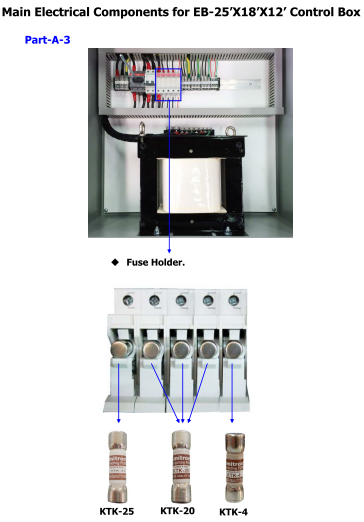 Main Electrical Components for EB-25'X18'X12' Control Box
Part-A-3
◆ Fuse Holder.
KTK-25 KTK-20 KTK-4